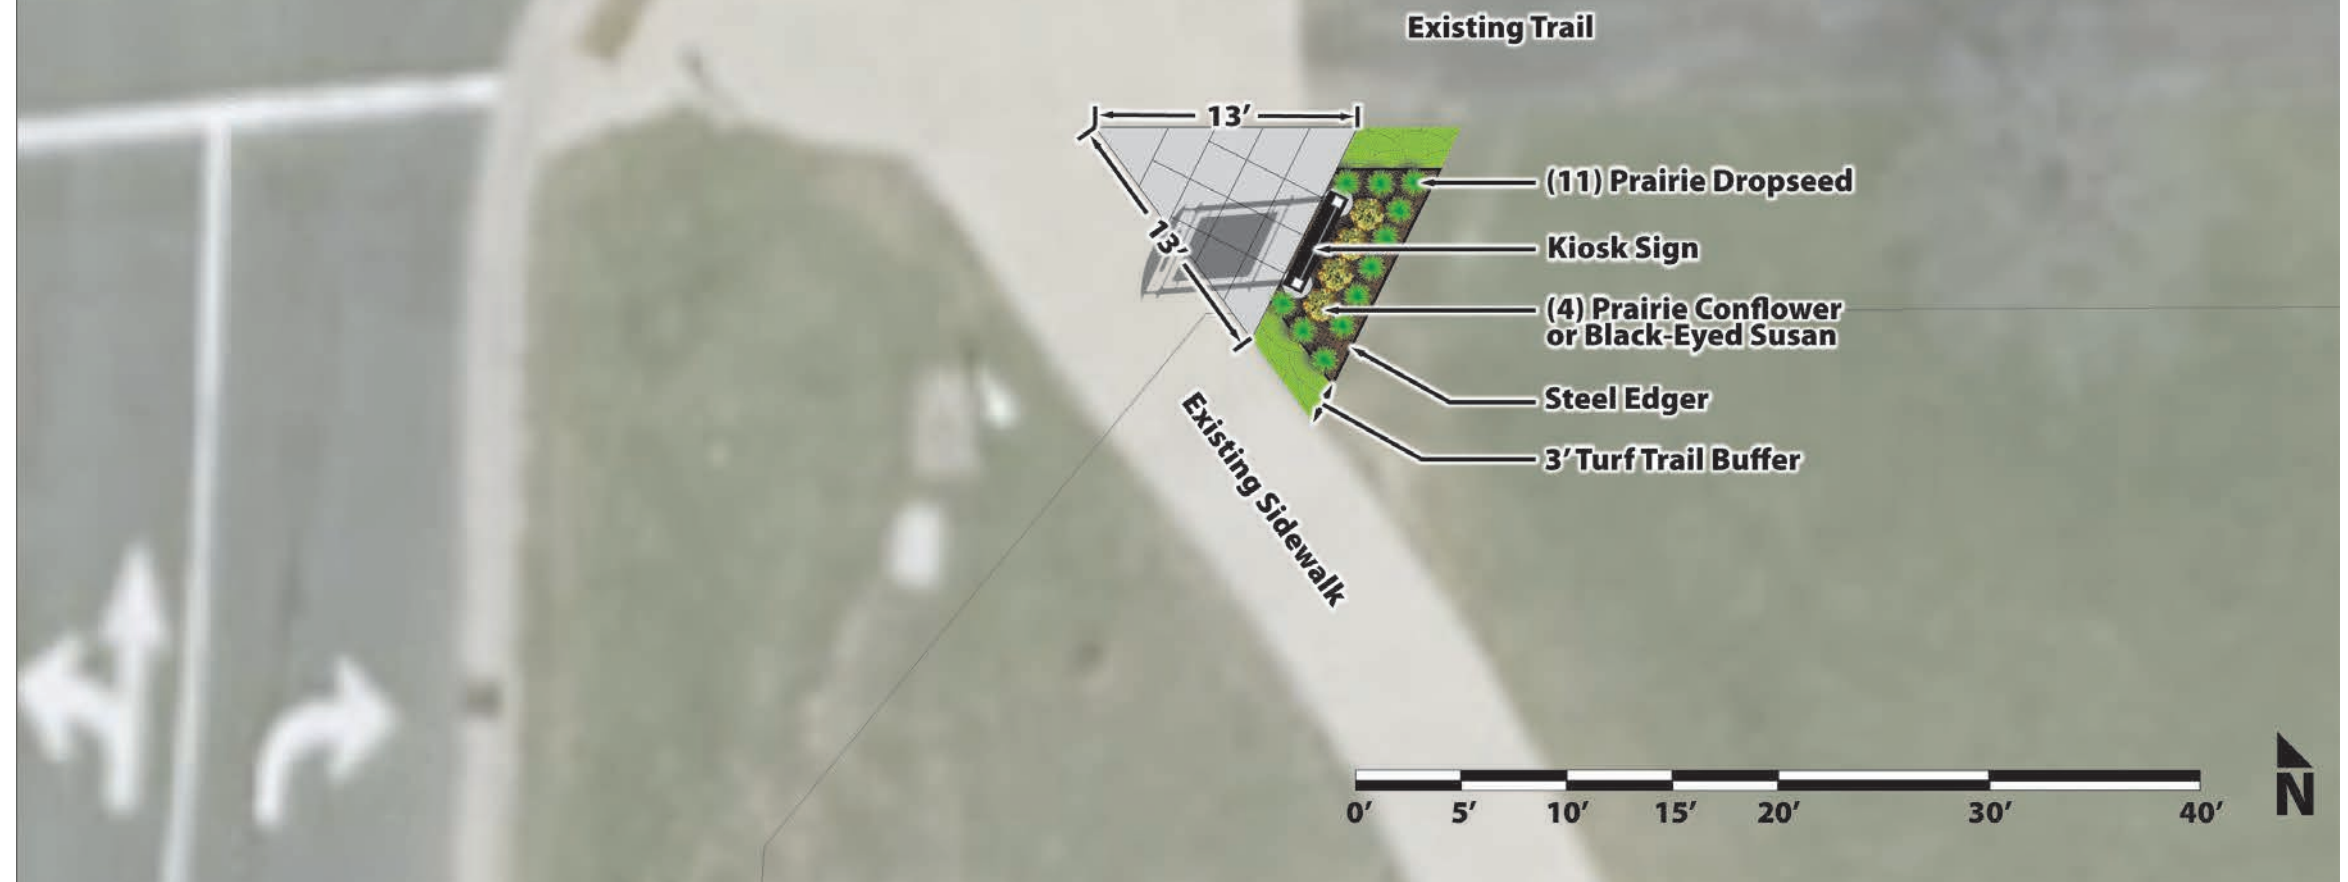 Existing Trail
13’
13’
(11) Prairie Dropseed
Kiosk Sign
(4) Prairie Conflower
or Black-Eyed Susan
Steel Edger
3’ Turf Trail Buffer
Existing Sidewalk
0’ 5’ 10’ 15’ 20’ 30’ 40’
N